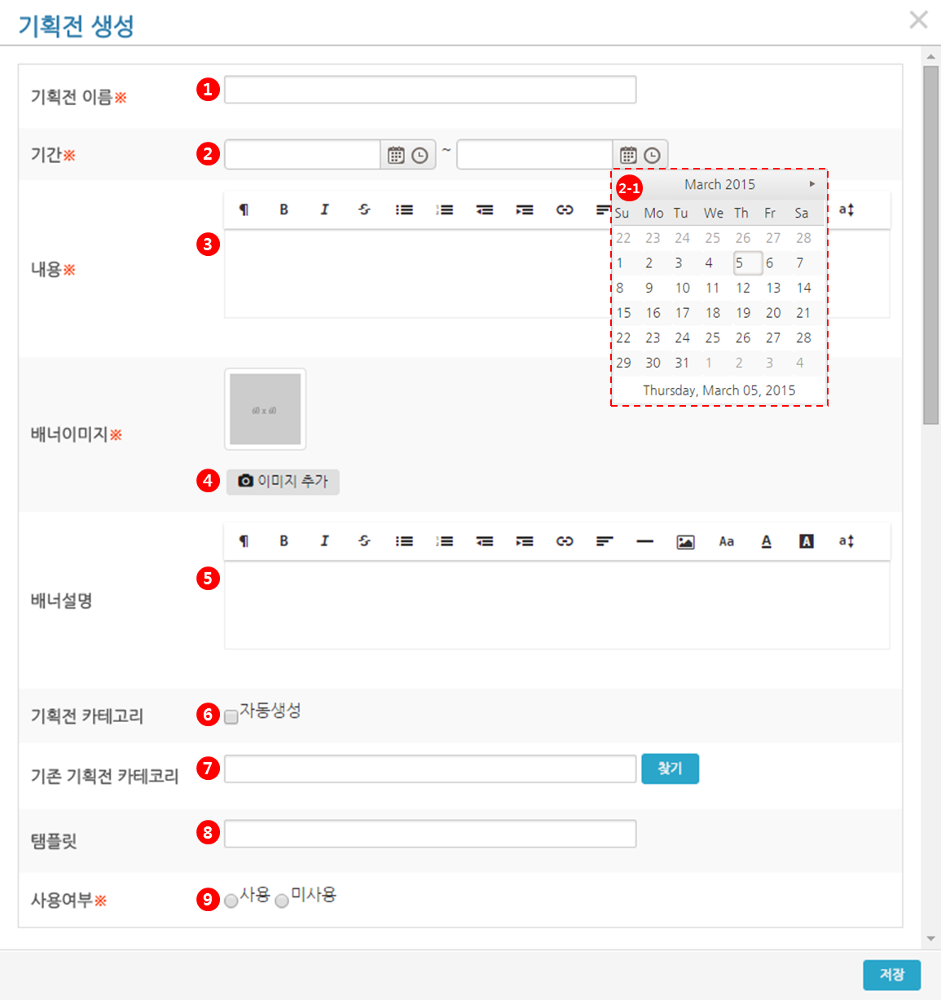 기획전 생성
기획전 이름※ 1
기간※ 2 ~
2-1 March 2015
Su Mo Tu We Th Fr Sa
22 23 24 25 26 27 28
1 2 3 4 5 6 7
8 9 10 11 12 13 14
15 16 17 18 19 20 21
22 23 24 25 26 27 28
29 30 31 1 2 3 4
Thursday, March 05, 2015
¶ B I S a
내용※ 3
배너이미지※
60 x 60
4 이미지 추가
¶ B I S Aa A A a
배너설명 5
기획전 카테고리 6 자동생성
기존 기획전 카테코리 7 찾기
탬플릿 8
사용여부※ 9 사용 미사용
저장